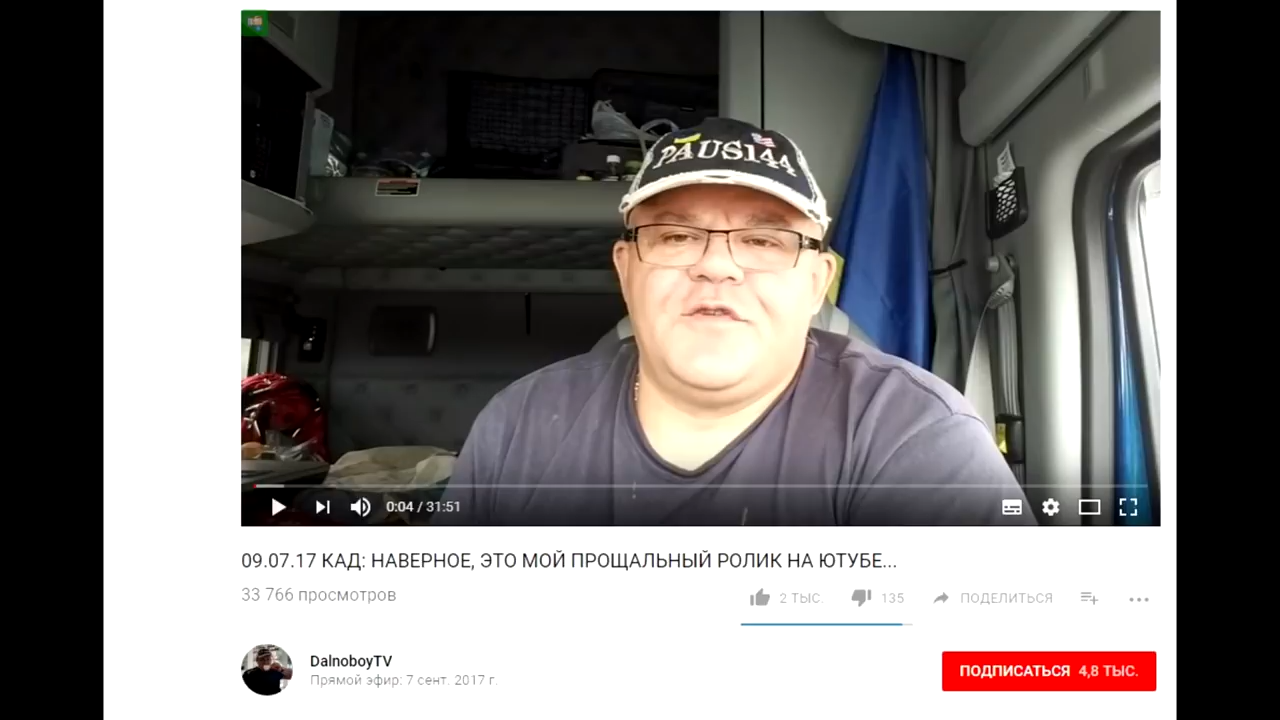 PAUS144
0:04 / 31:51
09.07.17 КАД: НАВЕРНОЕ, ЭТО МОЙ ПРОЩАЛЬНЫЙ РОЛИК НА ЮТУБЕ...
33 766 просмотров
2 ТЫС. 135 ПОДЕЛИТЬСЯ
DalnoboyTV
Прямой эфир: 7 сент. 2017 г.
ПОДПИСАТЬСЯ 4,8 ТЫС.